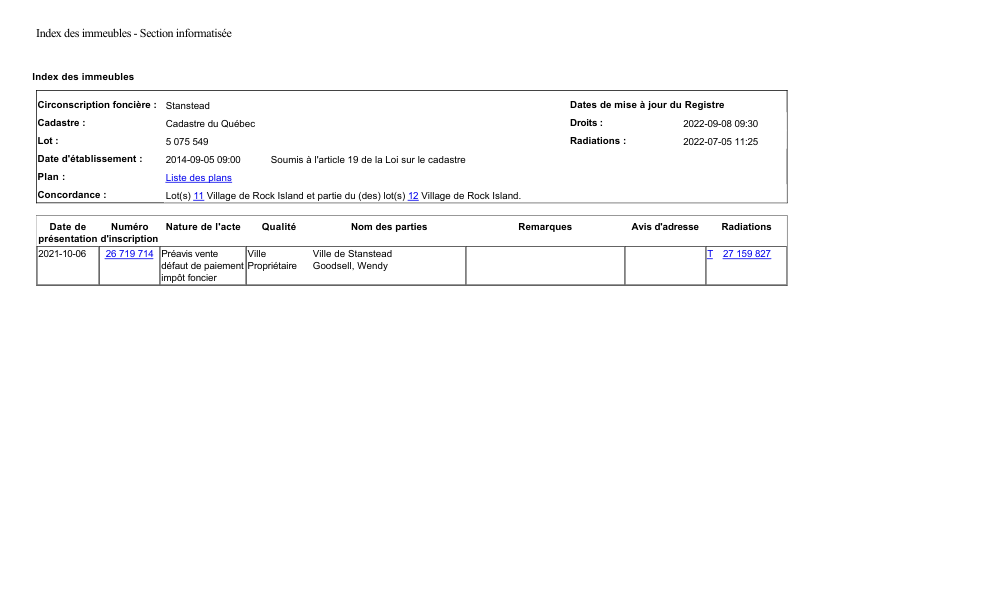 Index des immeubles - Section informatisée
Index des immeubles
Circonscription foncière : Stanstead Dates de mise à jour du Registre
Cadastre : Cadastre du Québec Droits : 2022-09-08 09:30
Lot : 5 075 549 Radiations : 2022-07-05 11:25
Date d'établissement : 2014-09-05 09:00 Soumis à l'article 19 de la Loi sur le cadastre
Plan : Liste des plans
Concordance : Lot(s) 11 Village de Rock Island et partie du (des) lot(s) 12 Village de Rock Island.
Date de Numéro Nature de l'acte Qualité Nom des parties Remarques Avis d'adresse Radiations
présentation d'inscription
2021-10-06 26 719 714 Préavis vente Ville Ville de Stanstead T 27 159 827
défaut de paiement Propriétaire Goodsell, Wendy
impôt foncier